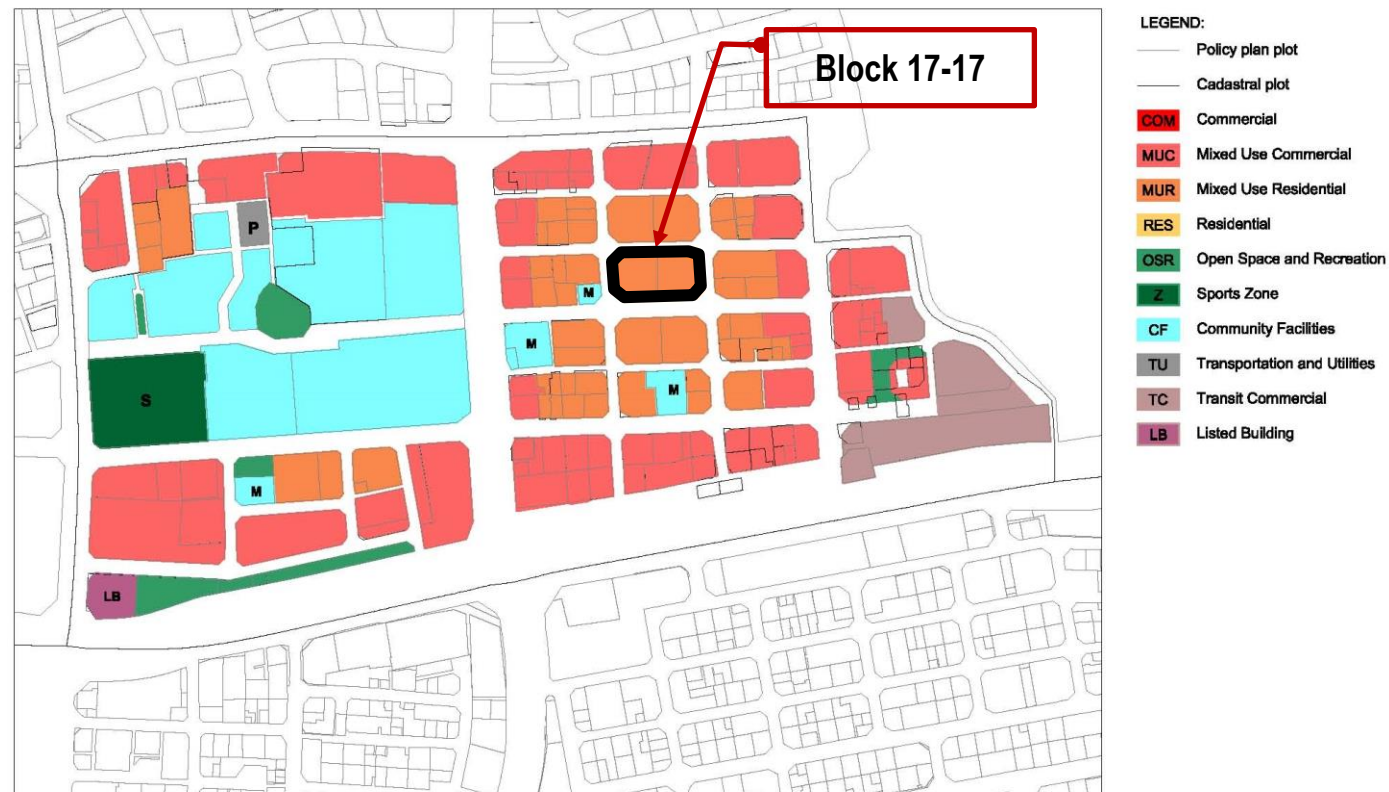 Block 17-17
LEGEND:
Policy plan plot
Cadastral plot
COM Commercial
MUC Mixed Use Commercial
MUR Mixed Use Residential
RES Residential
OSR Open Space and Recreation
Z Sports Zone
CF Community Facilities
TU Transportation and Utilities
TC Transit Commercial
LB Listed Building
P
M
M
M
S
M
LB